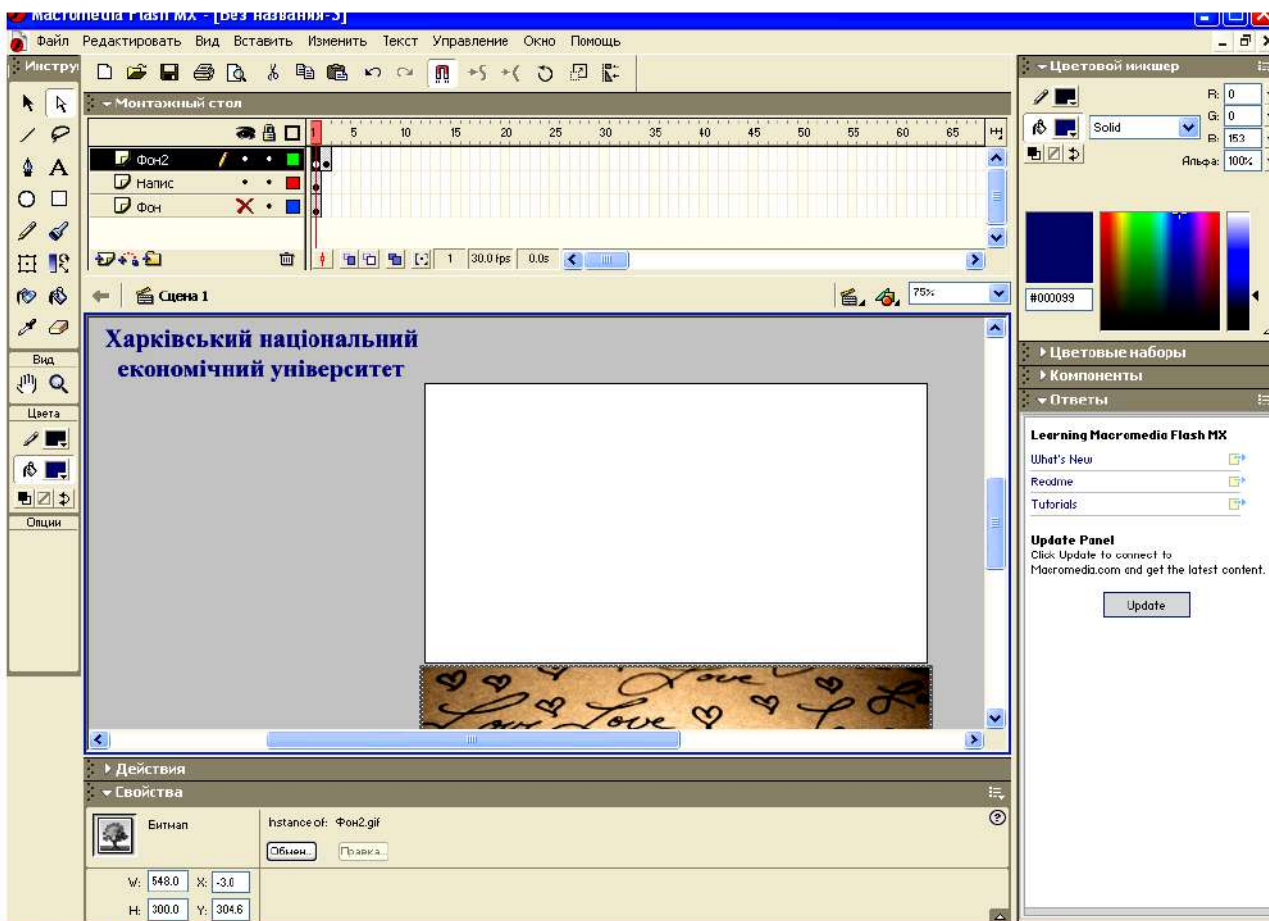 Macromedia Flash MX - [Без названия-3]
Файл Редактировать Вид Вставить Изменить Текст Управление Окно Помощь
Инстру
Монтажный стол
1 5 10 15 20 25 30 35 40 45 50 55 60 65
Фон2
Напис
Фон
1 30.0 fps 0.0s
Сцена 1
75%
Харківський національний
економічний університет
Love
Love
Love
Вид
Цвета
Опции
Действия
Свойства
Битмап
Instance of: Фон2.gif
Обмен..
Правка..
W: 548.0 X: -3.0
H: 300.0 Y: 304.6
Цветовой микшер
R: 0
G: 0
Solid
B: 153
Альфа: 100%
#000099
Цветовые наборы
Компоненты
Ответы
Learning Macromedia Flash MX
What's New
Readme
Tutorials
Update Panel
Click Update to connect to
Macromedia.com and get the latest content.
Update